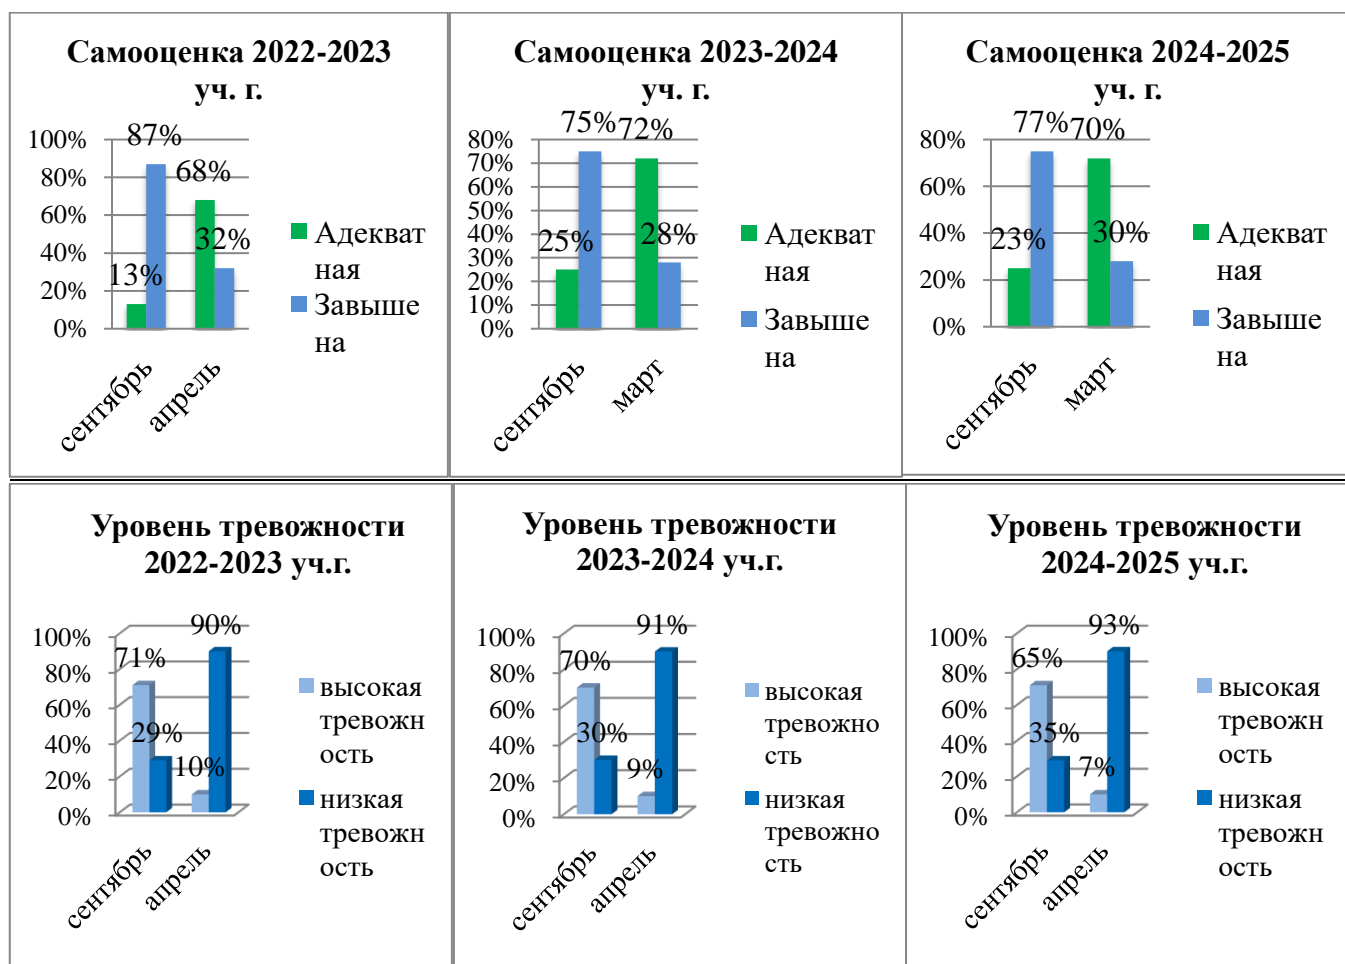 Самооценка 2022-2023
уч. г.
100%
80%
60%
40%
20%
0%
87%
68%
32%
13%
сентябрь
апрель
Адекват
ная
Завыше
на
Самооценка 2023-2024
уч. г.
80%
70%
60%
50%
40%
30%
20%
10%
0%
75%
72%
25%
28%
сентябрь
март
Адекват
ная
Завыше
на
Самооценка 2024-2025
уч. г.
80%
60%
40%
20%
0%
77%
70%
23%
30%
сентябрь
март
Адекват
ная
Завыше
на
Уровень тревожности
2022-2023 уч.г.
100%
80%
60%
40%
20%
0%
90%
71%
29%
10%
сентябрь
апрель
высокая
тревожн
ость
низкая
тревожн
ость
Уровень тревожности
2023-2024 уч.г.
100%
80%
60%
40%
20%
0%
91%
70%
30%
9%
сентябрь
апрель
высокая
тревожно
сть
низкая
тревожно
сть
Уровень тревожности
2024-2025 уч.г.
100%
80%
60%
40%
20%
0%
93%
65%
35%
7%
сентябрь
апрель
высокая
тревожн
ость
низкая
тревожн
ость